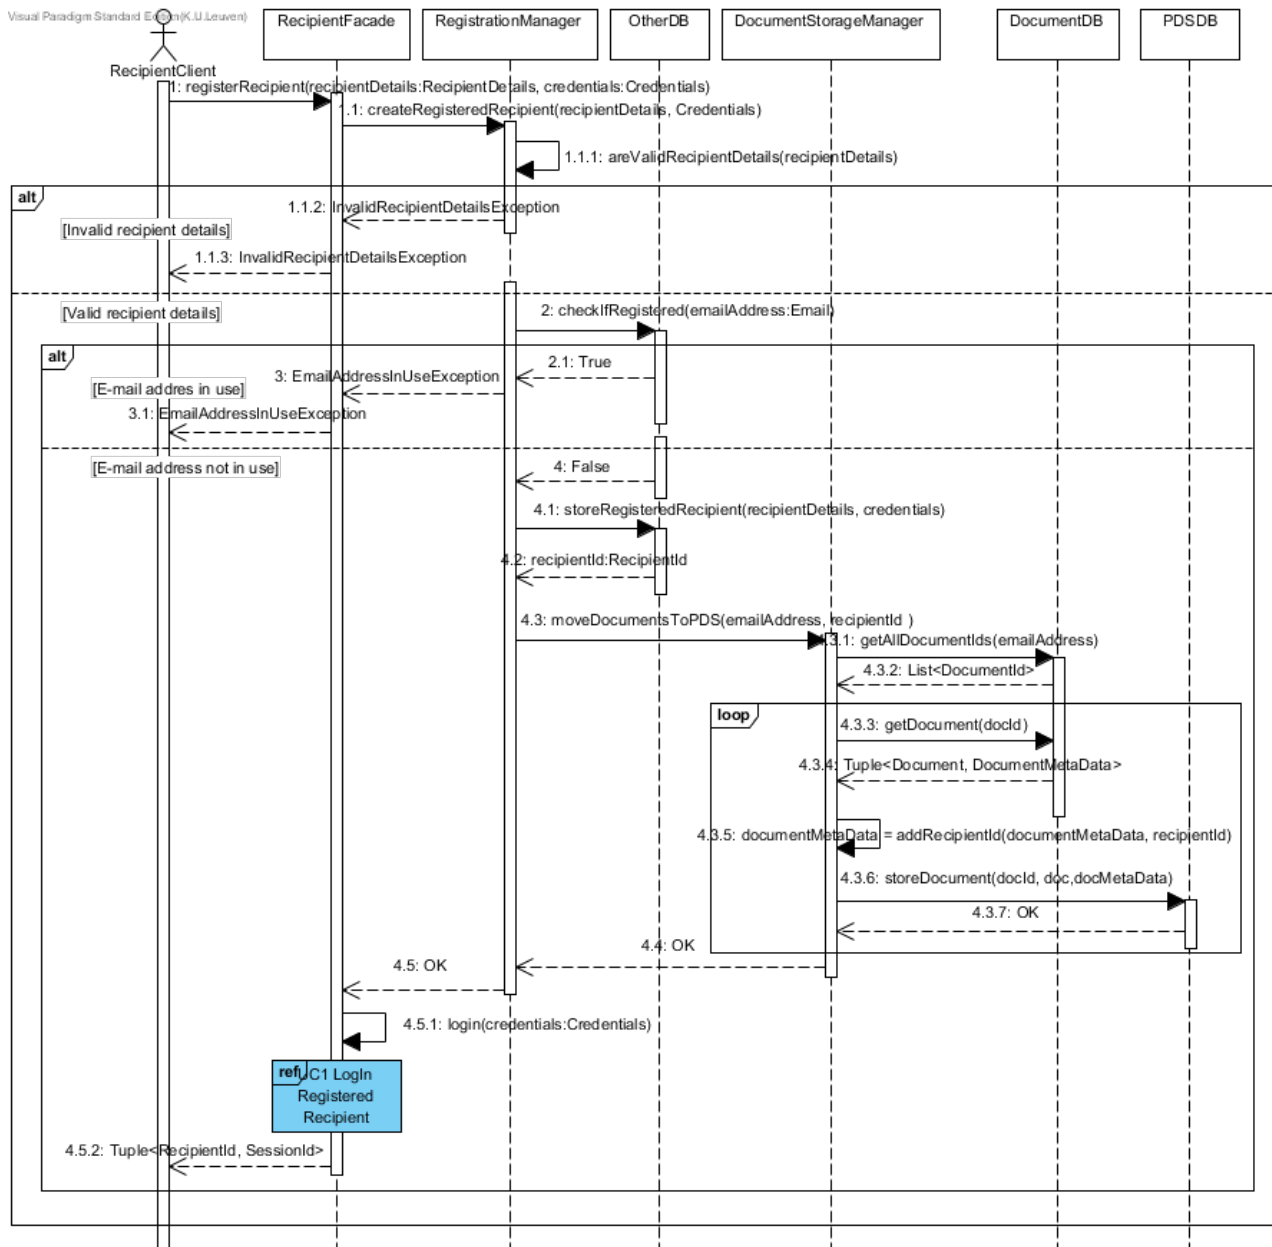 Visual Paradigm Standard Edition(K.U.Leuven)
RecipientFacade
RegistrationManager
OtherDB
DocumentStorageManager
DocumentDB
PDSDB
RecipientClient
1: registerRecipient(recipientDetails:RecipientDetails, credentials:Credentials)
1.1: createRegisteredRecipient(recipientDetails, Credentials)
1.1.1: areValidRecipientDetails(recipientDetails)
alt
1.1.2: InvalidRecipientDetailsException
[Invalid recipient details]
1.1.3: InvalidRecipientDetailsException
[Valid recipient details]
2: checkIfRegistered(emailAddress:Email)
alt
2.1: True
3: EmailAddressInUseException
[E-mail addres in use]
3.1: EmailAddressInUseException
[E-mail address not in use]
4: False
4.1: storeRegisteredRecipient(recipientDetails, credentials)
4.2: recipientId:RecipientId
4.3: moveDocumentsToPDS(emailAddress, recipientId )
4.3.1: getAllDocumentIds(emailAddress)
4.3.2: List<DocumentId>
loop
4.3.3: getDocument(docId)
4.3.4: Tuple<Document, DocumentMetaData>
4.3.5: documentMetaData = addRecipientId(documentMetaData, recipientId)
4.3.6: storeDocument(docId, doc,docMetaData)
4.3.7: OK
4.4: OK
4.5: OK
4.5.1: login(credentials:Credentials)
ref
UC1 LogIn
Registered
Recipient
4.5.2: Tuple<RecipientId, SessionId>